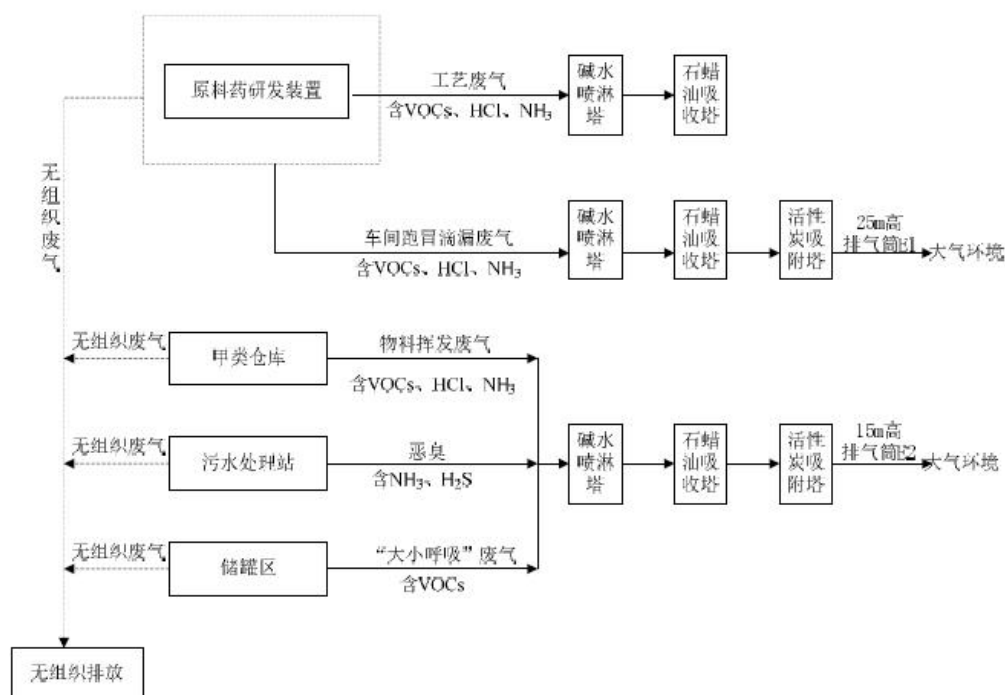 原料药研发装置
工艺废气
含VOCs、HCl、NH₃
碱水
喷淋
塔
石蜡
油吸
收塔
无组织废气
车间跑冒滴漏废气
含VOCs、HCl、NH₃
碱水
喷淋
塔
石蜡
油吸
收塔
活性
炭吸
附塔
25m高
排气筒E1
大气环境
无组织废气
甲类仓库
物料挥发废气
含VOCs、HCl、NH₃
无组织废气
污水处理站
恶臭
含NH₃、H₂S
碱水
喷淋
塔
石蜡
油吸
收塔
活性
炭吸
附塔
15m高
排气筒E2
大气环境
无组织废气
储罐区
“大小呼吸”废气
含VOCs
无组织排放